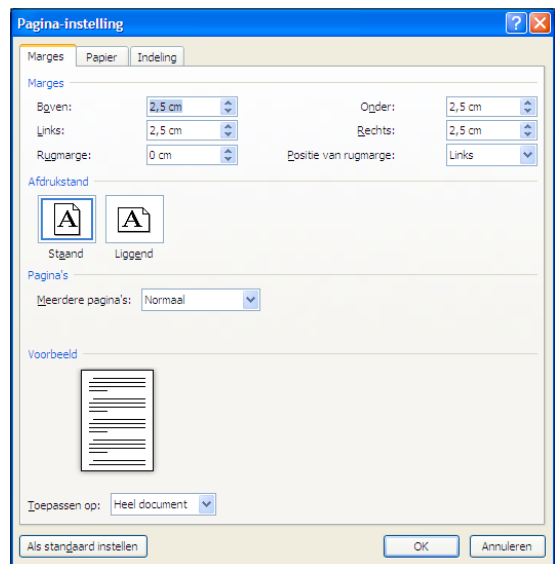 Pagina-instelling
Marges Papier Indeling
Marges
Boven: 2,5 cm Onder: 2,5 cm
Links: 2,5 cm Rechts: 2,5 cm
Rugmarge: 0 cm Positie van rugmarge: Links
Afdrukstand
A A
Staand Liggend
Pagina's
Meerdere pagina's: Normaal
Voorbeeld
Toepassen op: Heel document
Als standaard instellen OK Annuleren